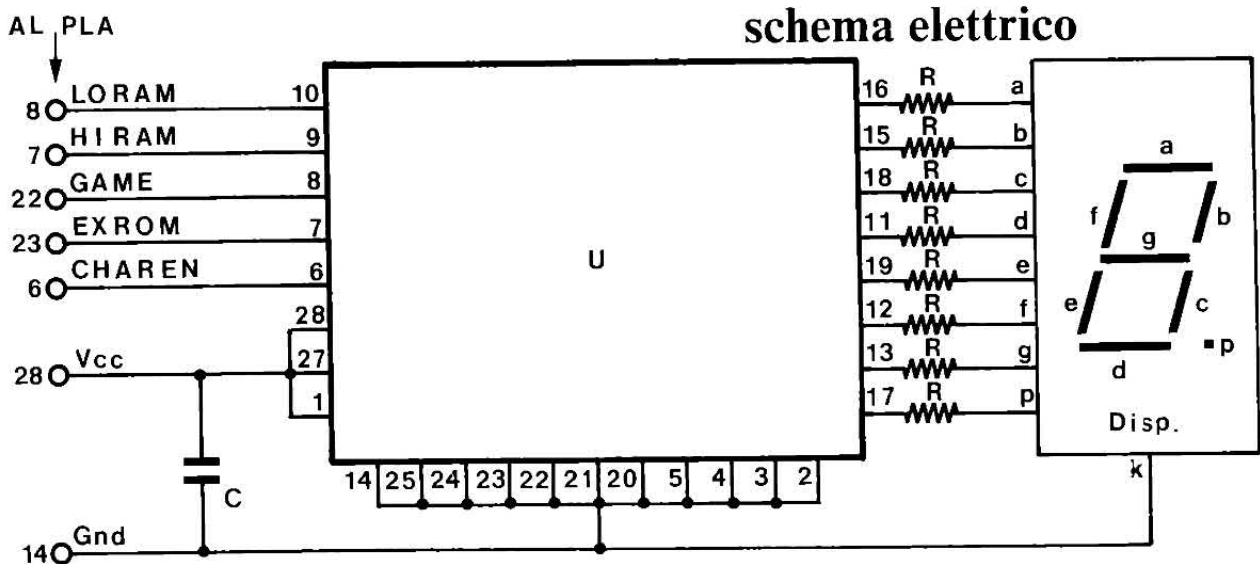 schema elettrico
AL PLA
8 LORAM 10
7 HIRAM 9
22 GAME 8
23 EXROM 7
6 CHAREN 6
28
28 Vcc 27
1
U
16 R a
15 R b
18 R c
11 R d
19 R e
12 R f
13 R g
17 R p
a
f b
g
e c
d p
Disp.
k
14 25 24 23 22 21 20 5 4 3 2
C
14 Gnd